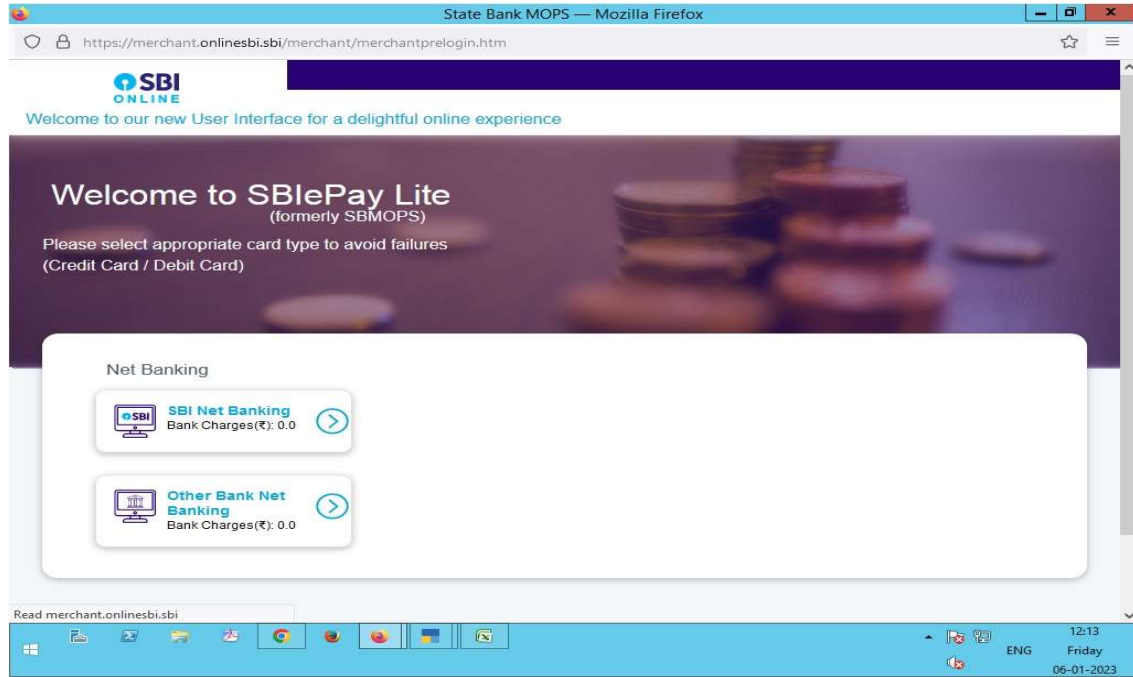 State Bank MOPS — Mozilla Firefox
https://merchant.onlinesbi.sbi/merchant/merchantprelogin.htm
SBI
ONLINE
Welcome to our new User Interface for a delightful online experience
Welcome to SBIePay Lite
(formerly SBMOPS)
Please select appropriate card type to avoid failures
(Credit Card / Debit Card)
Net Banking
SBI
SBI Net Banking
Bank Charges(₹): 0.0
Other Bank Net
Banking
Bank Charges(₹): 0.0
Read merchant.onlinesbi.sbi
12:13
ENG Friday
06-01-2023